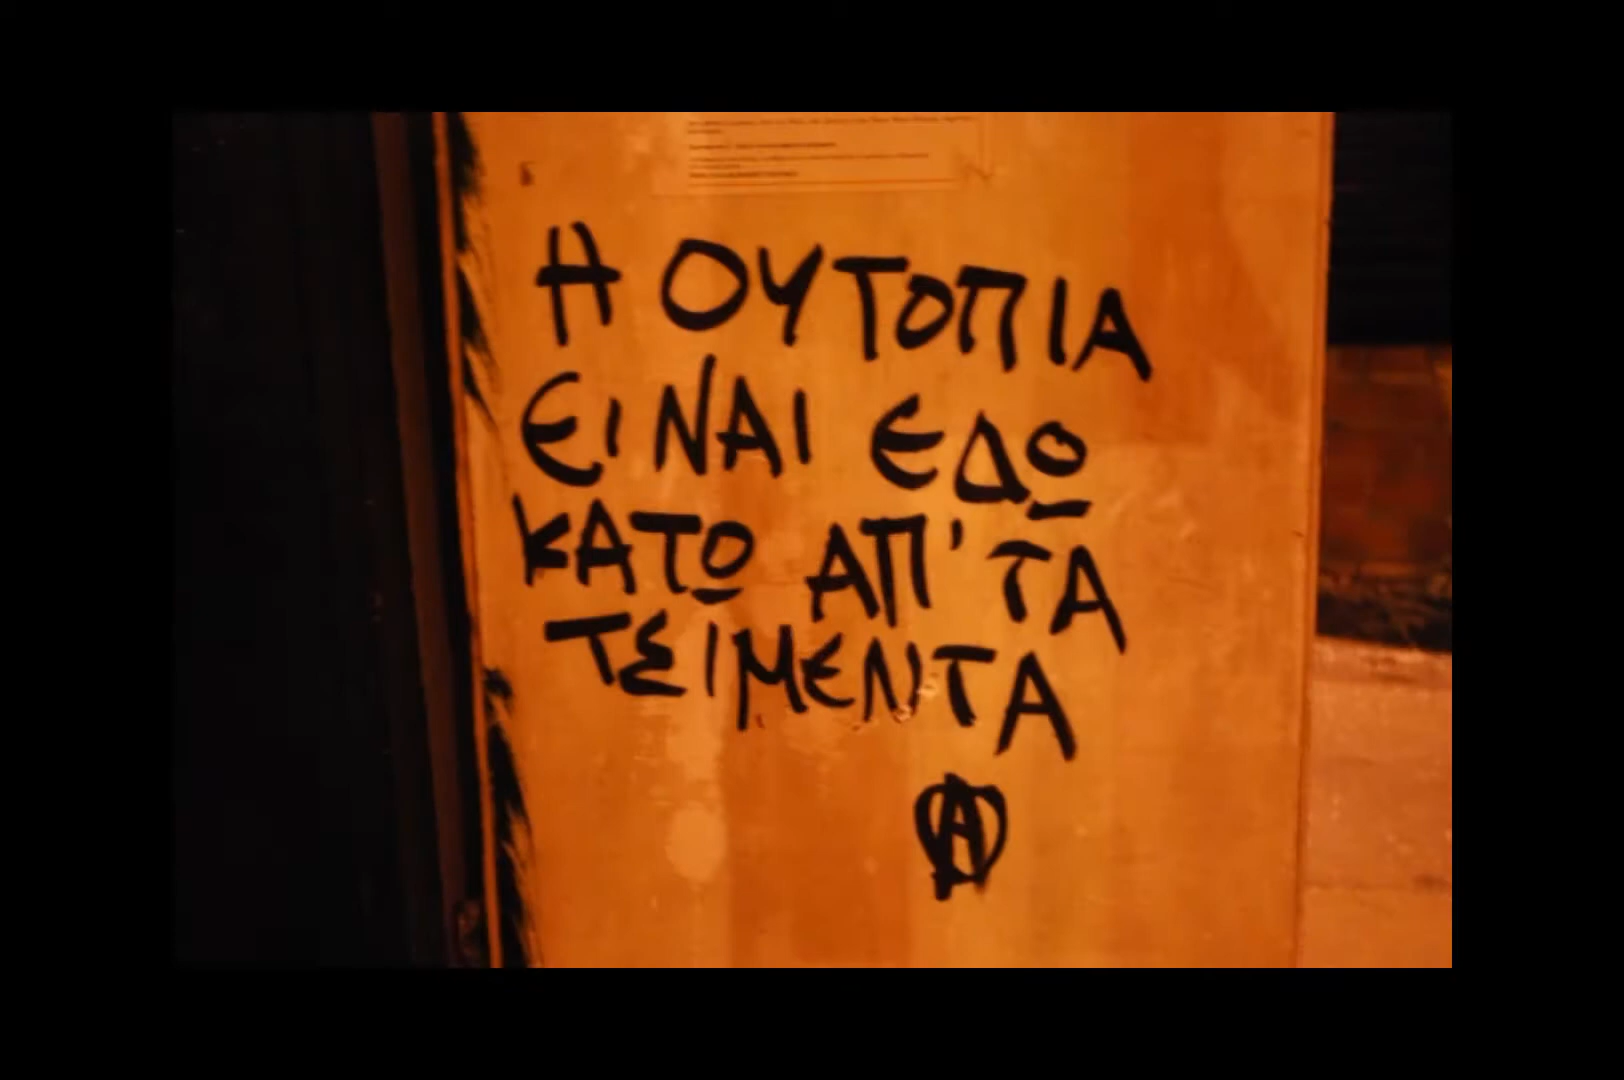 Η ΟΥΤΟΠΙΑ
ΕΙΝΑΙ ΕΔΩ
ΚΑΤΩ ΑΠ' ΤΑ
ΤΣΙΜΕΝΤΑ
Ⓐ